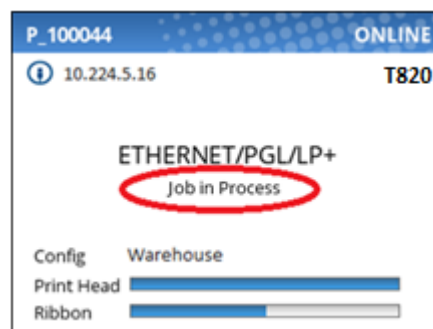 P_100044 ONLINE
10.224.5.16 T820
ETHERNET/PGL/LP+
Job in Process
Config Warehouse
Print Head
Ribbon